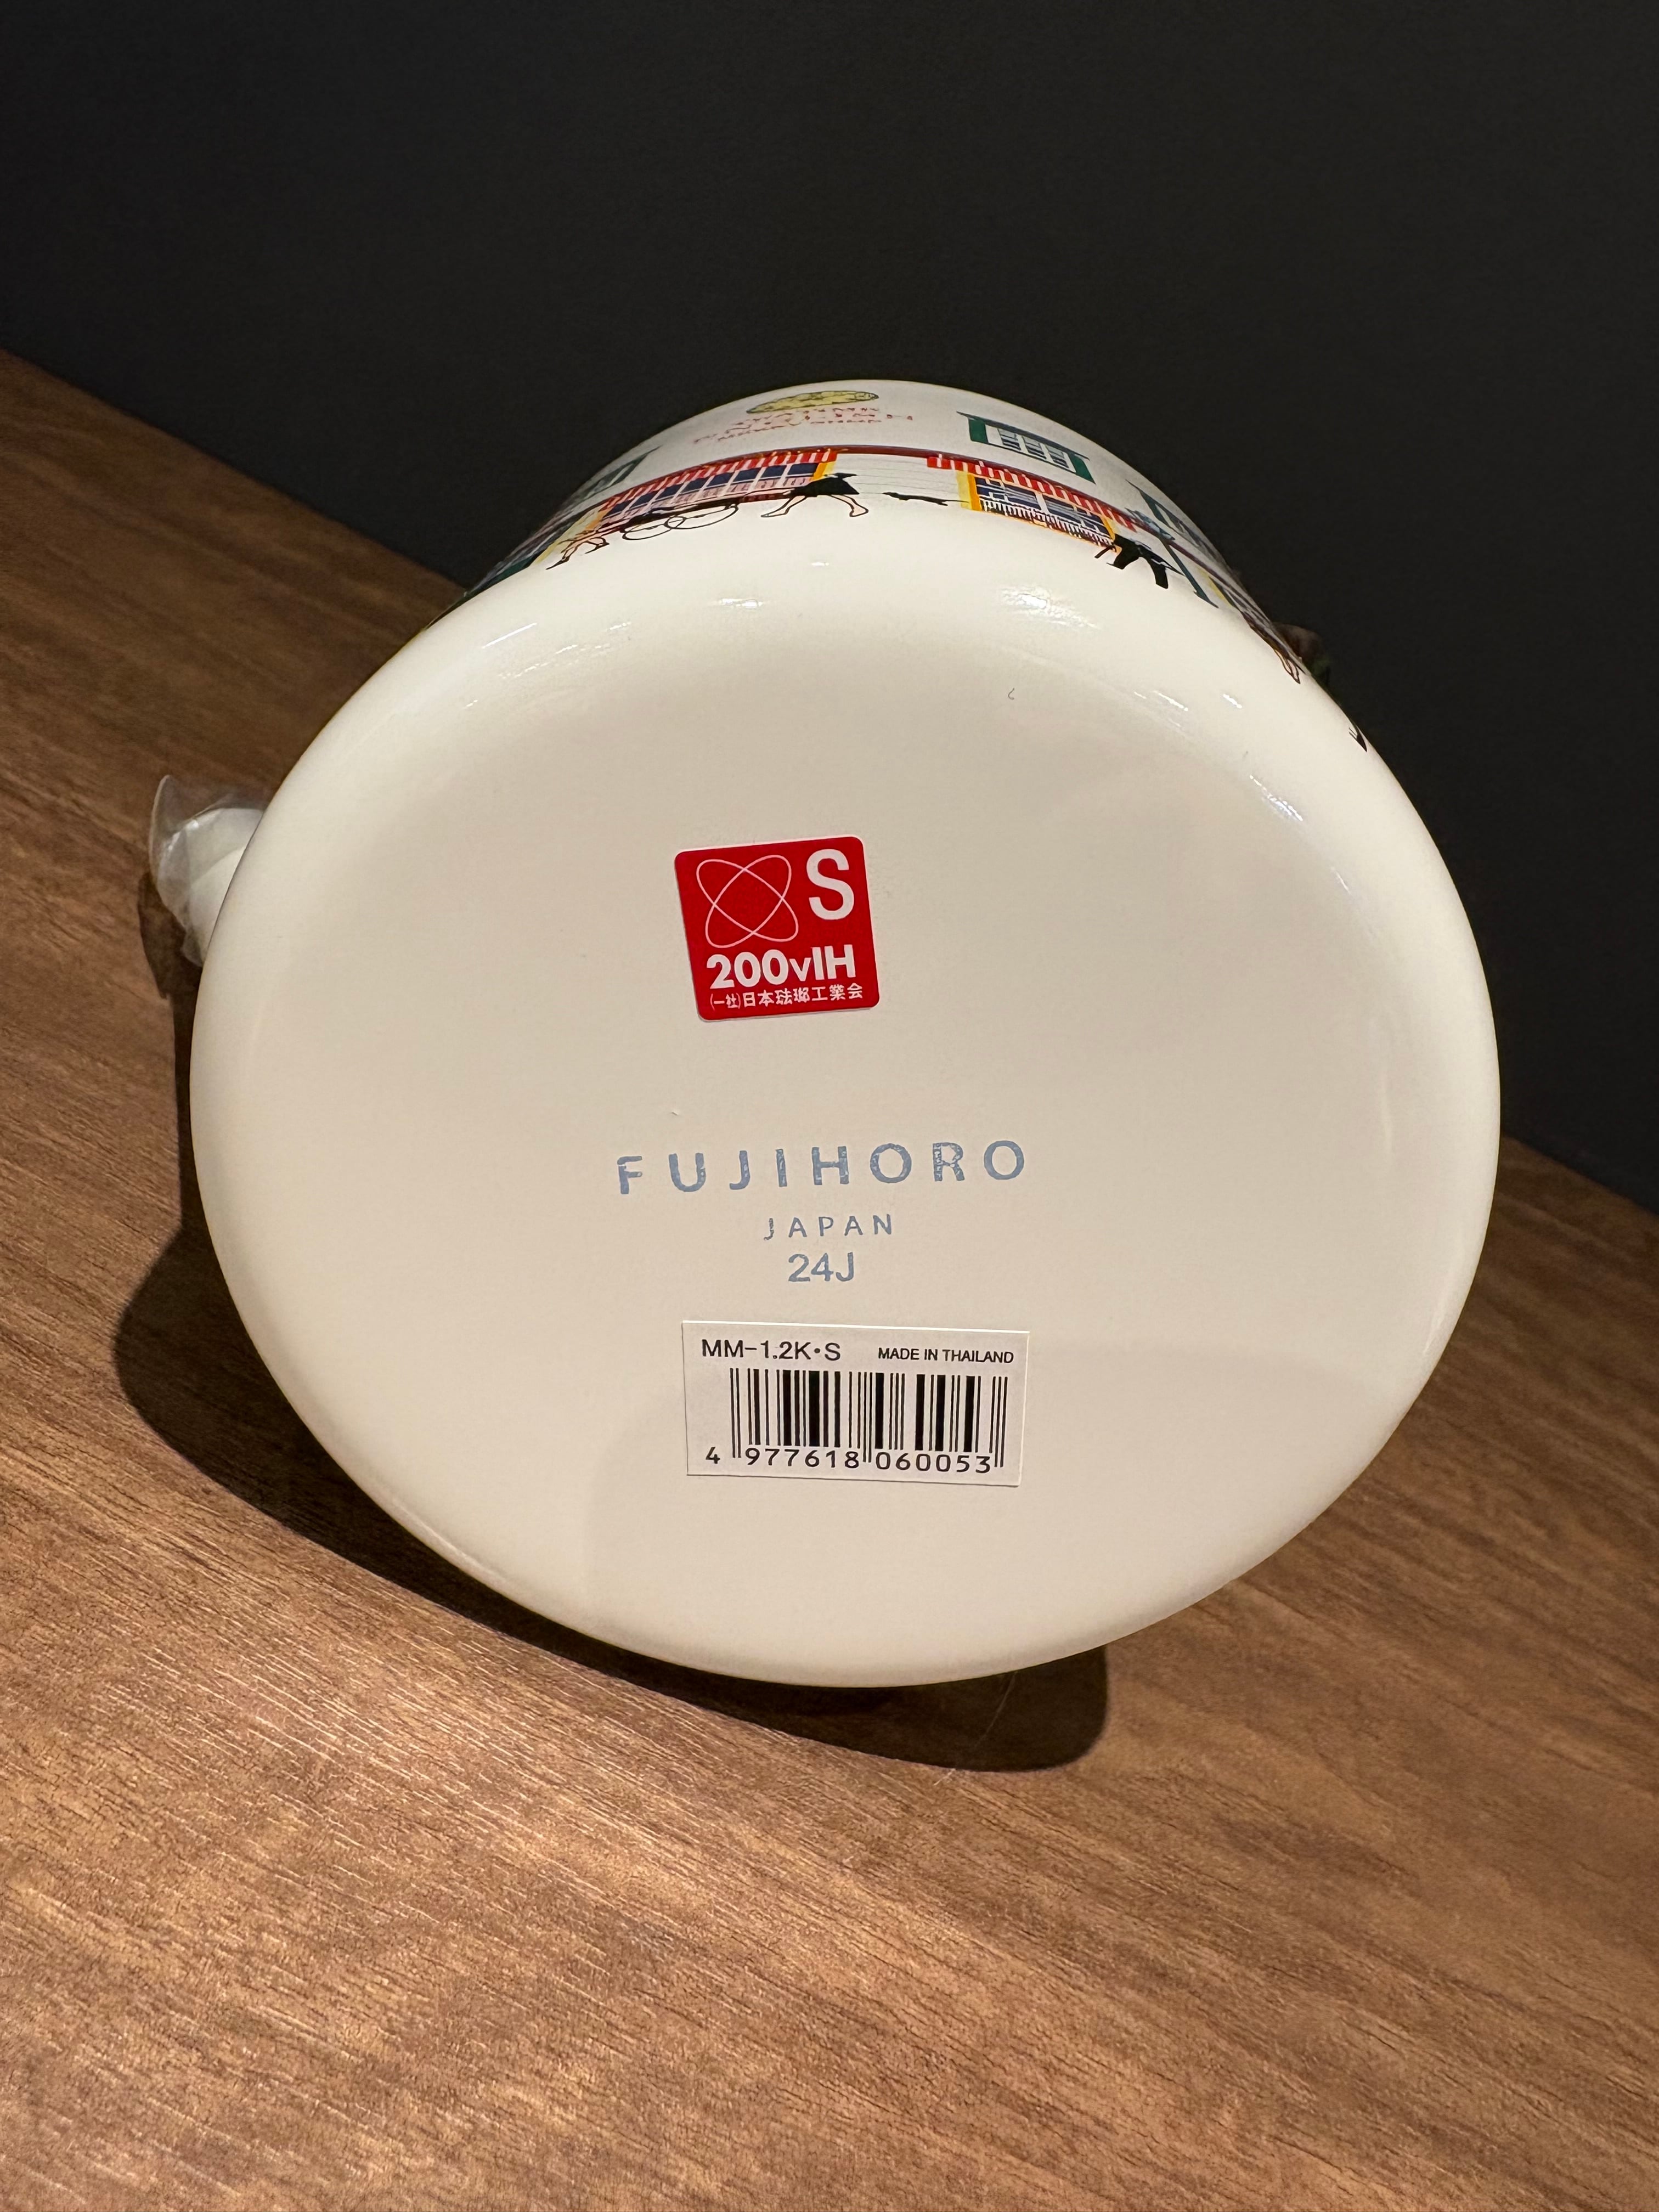 S
200vIH
(一社)日本琺瑯工業会
FUJIHORO
JAPAN
24J
MM-1.2K•S MADE IN THAILAND
4 977618 060053